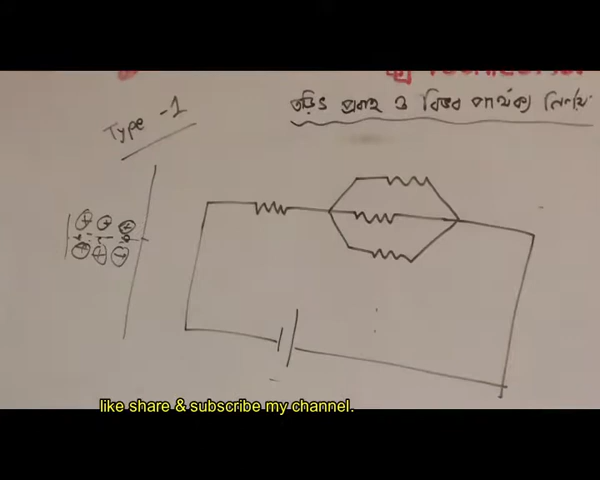 Type -1
তড়িৎ প্রবাহ ও বিভব পার্থক্য নির্ণয়
like share & subscribe my channel.